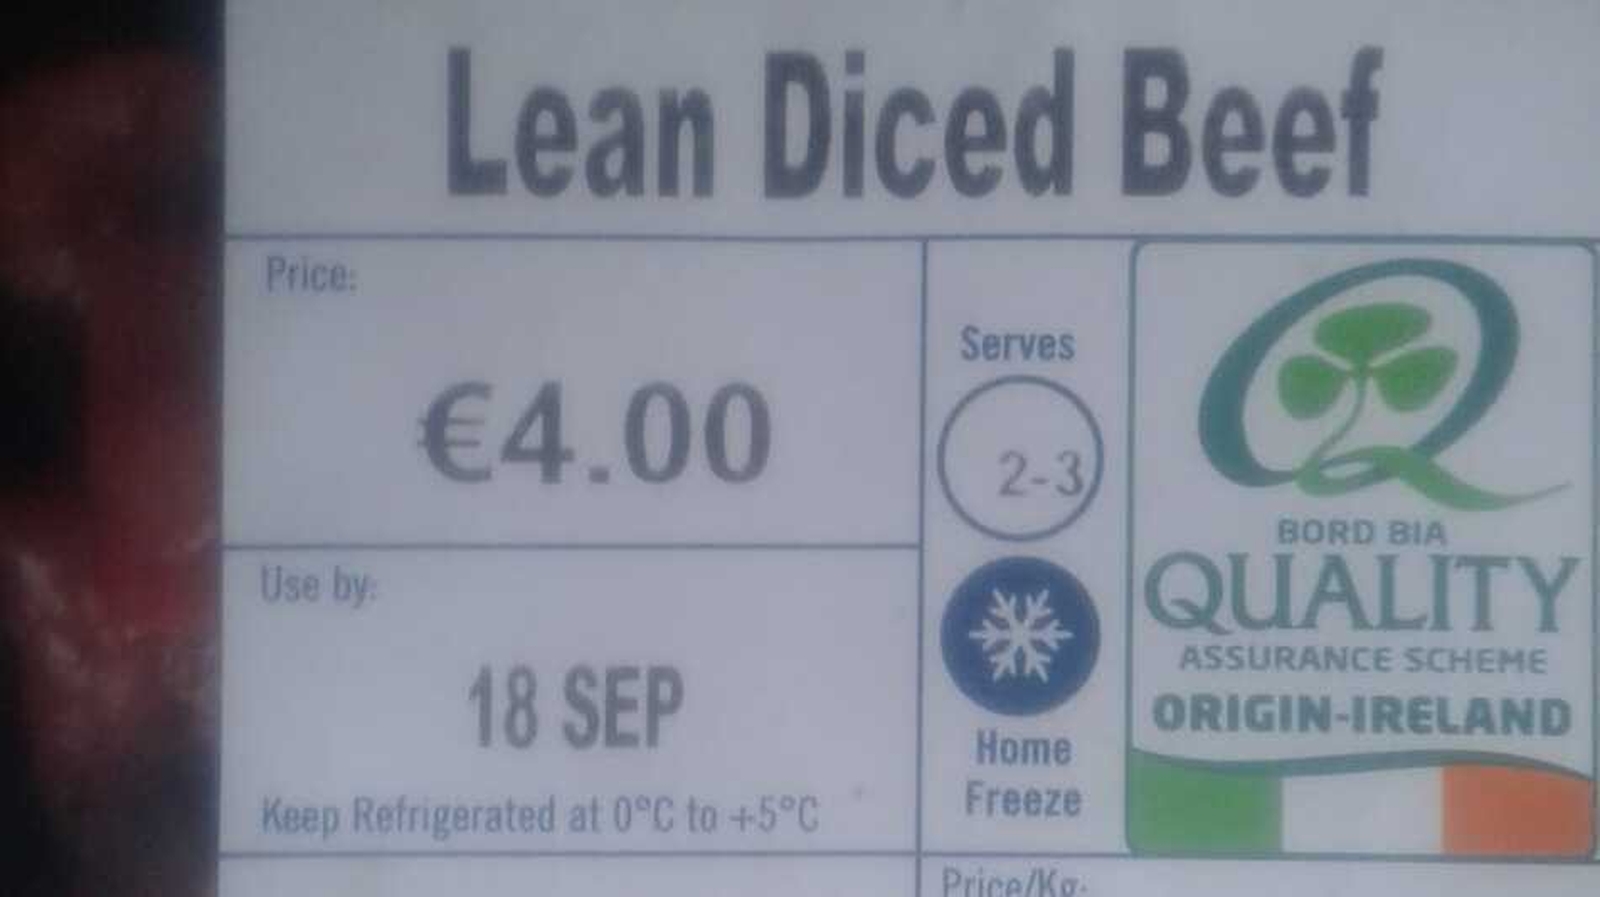 Lean Diced Beef
Price:
€4.00
Use by:
18 SEP
Keep Refrigerated at 0°C to +5°C
Serves
2-3
Home
Freeze
BORD BIA
QUALITY
ASSURANCE SCHEME
ORIGIN-IRELAND
Price/Kg: